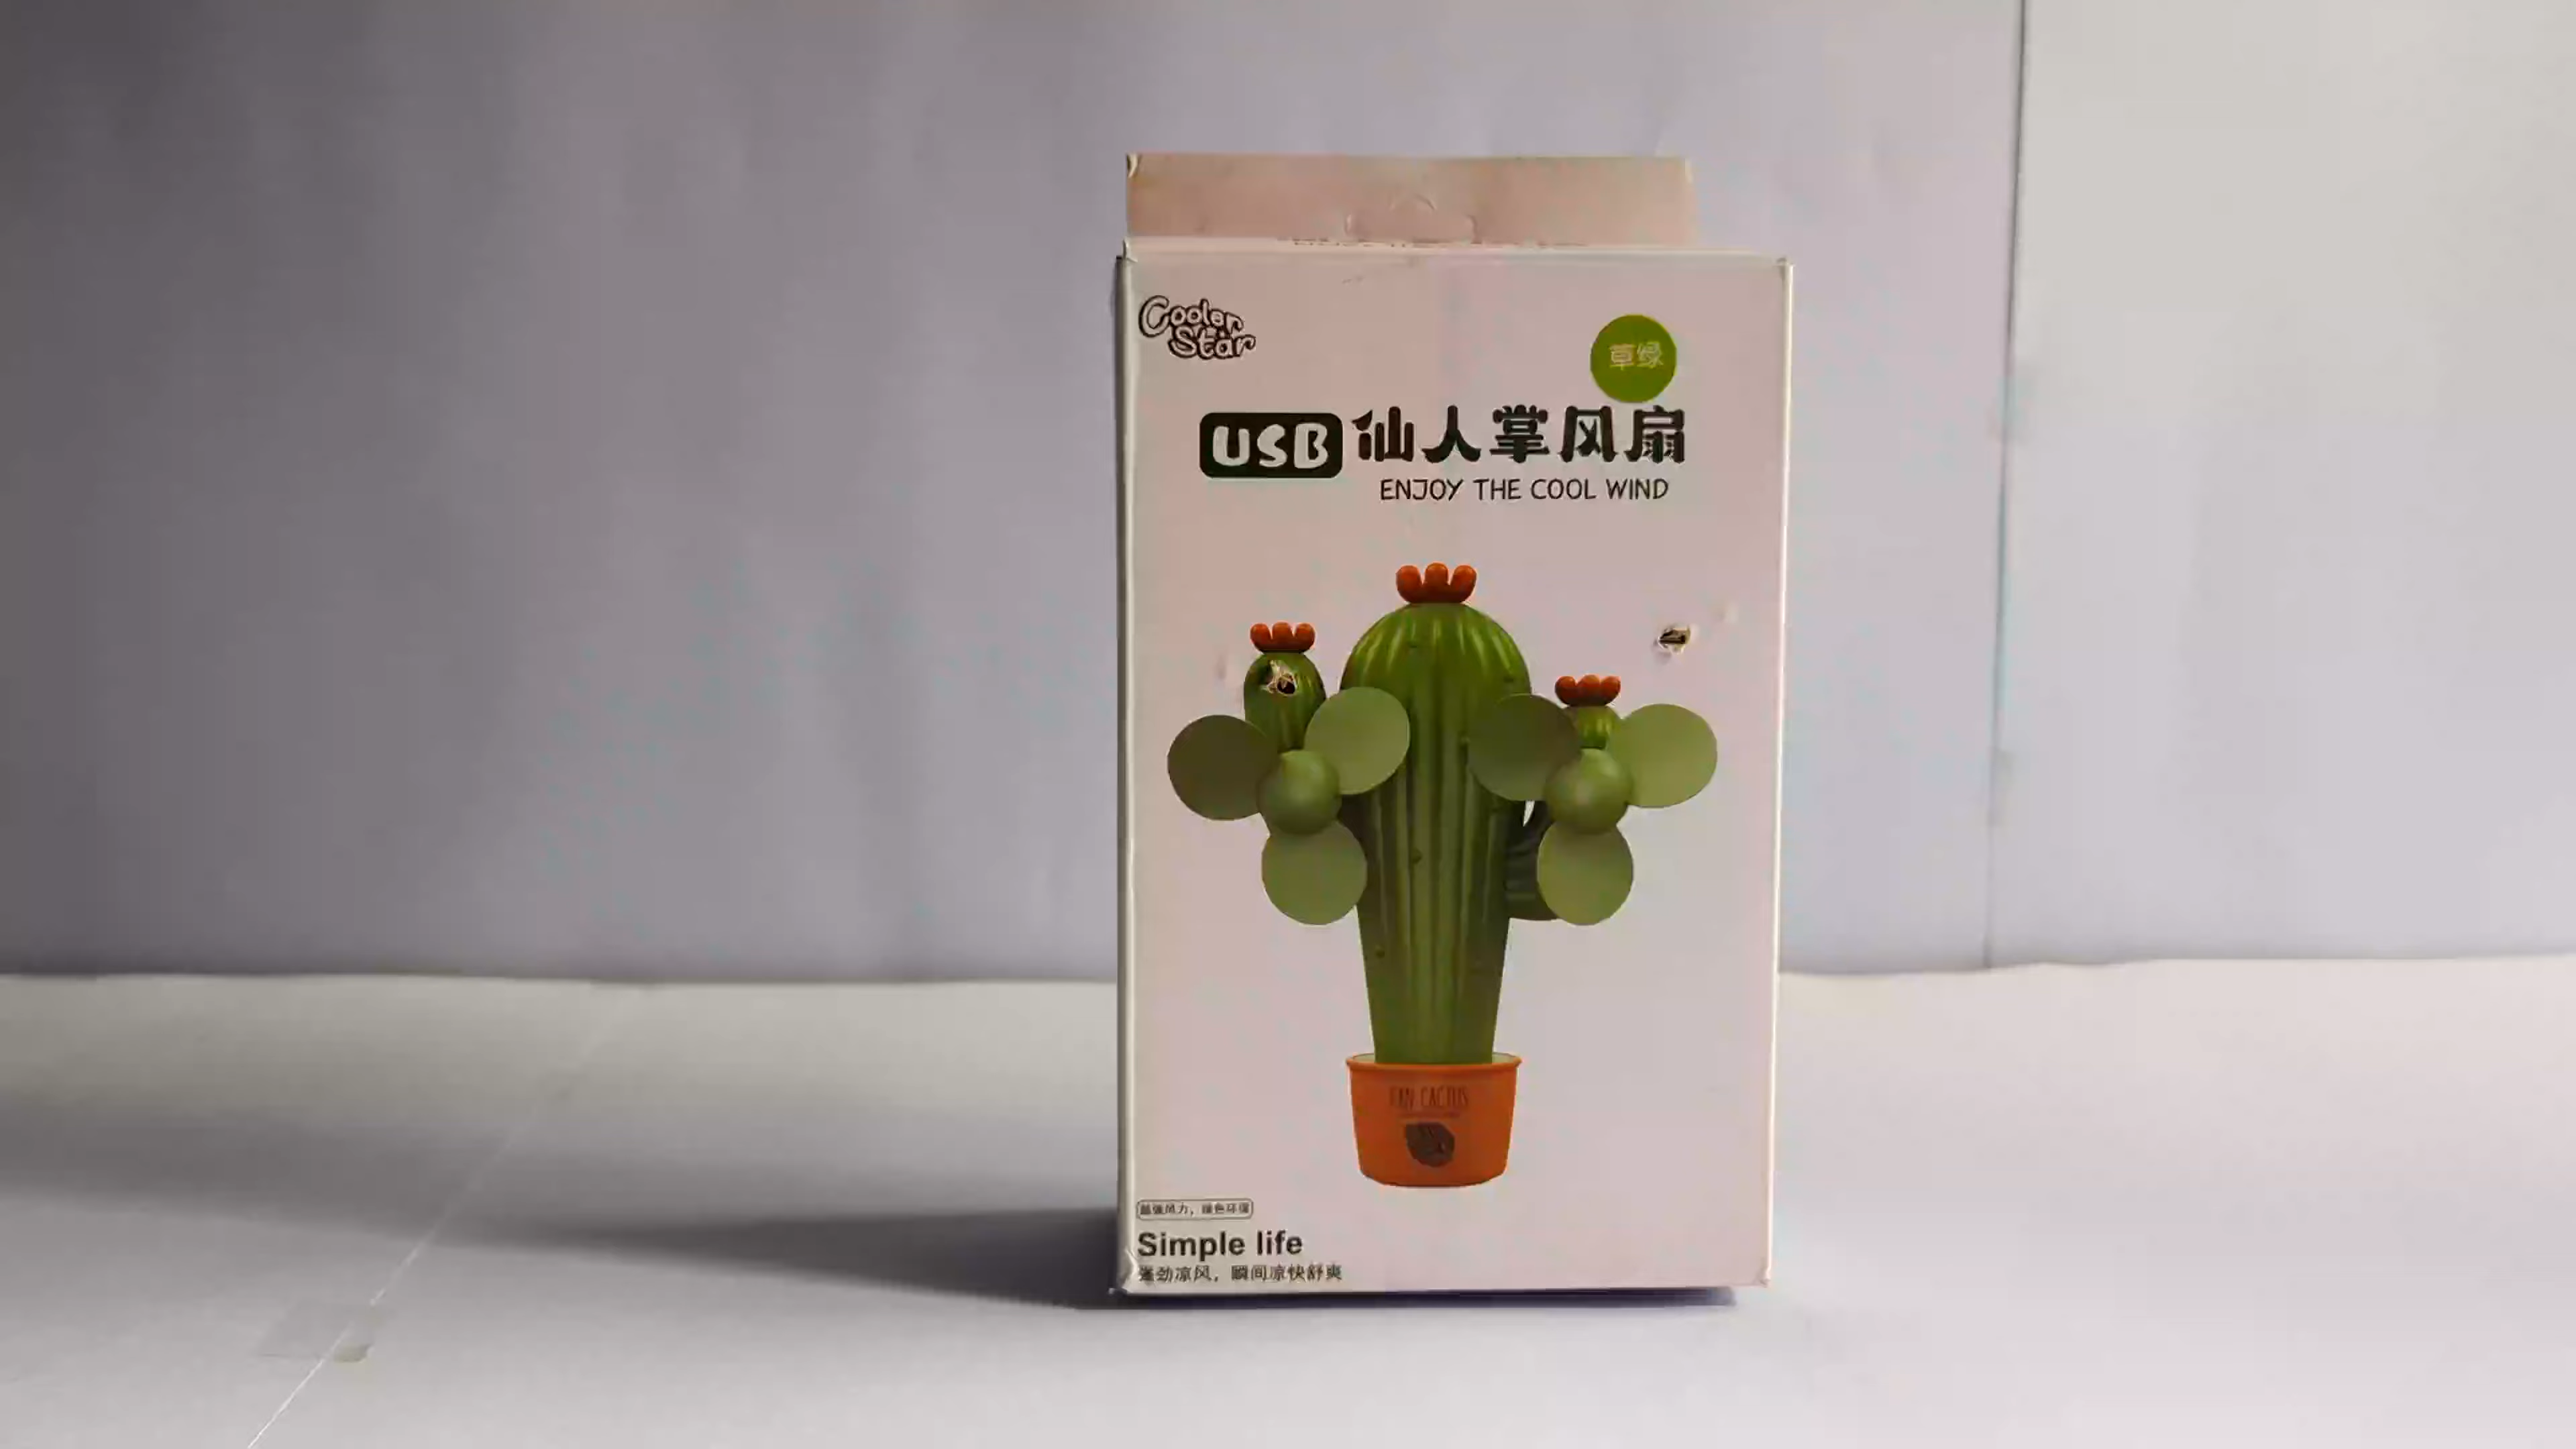 Cooler
Star
草绿
USB 仙人掌风扇
ENJOY THE COOL WIND
FAN CACTUS
超强风力，绿色环保
Simple life
强劲凉风，瞬间凉快舒爽